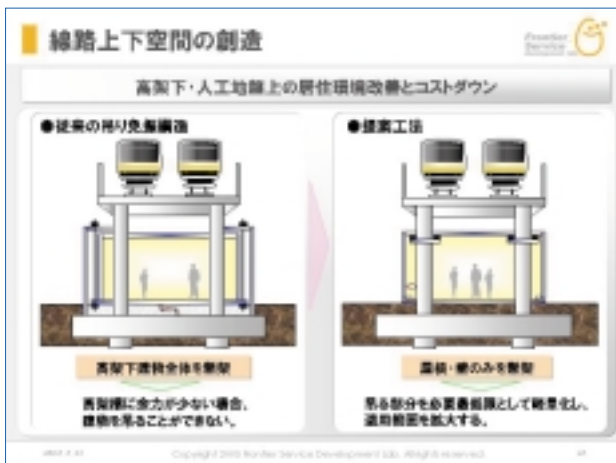 線路上下空間の創造
Frontier
Service
高架下・人工地盤上の居住環境改善とコストダウン
●従来の吊り免振構造
●提案工法
高架下建物全体を懸架
屋根・壁のみを懸架
高架橋に余力が少ない場合、
建物を吊ることができない。
吊る部分を必要最低限として軽量化し、
適用範囲を拡大する。
Copyright 2005 Frontier Service Development Lab. All rights reserved.